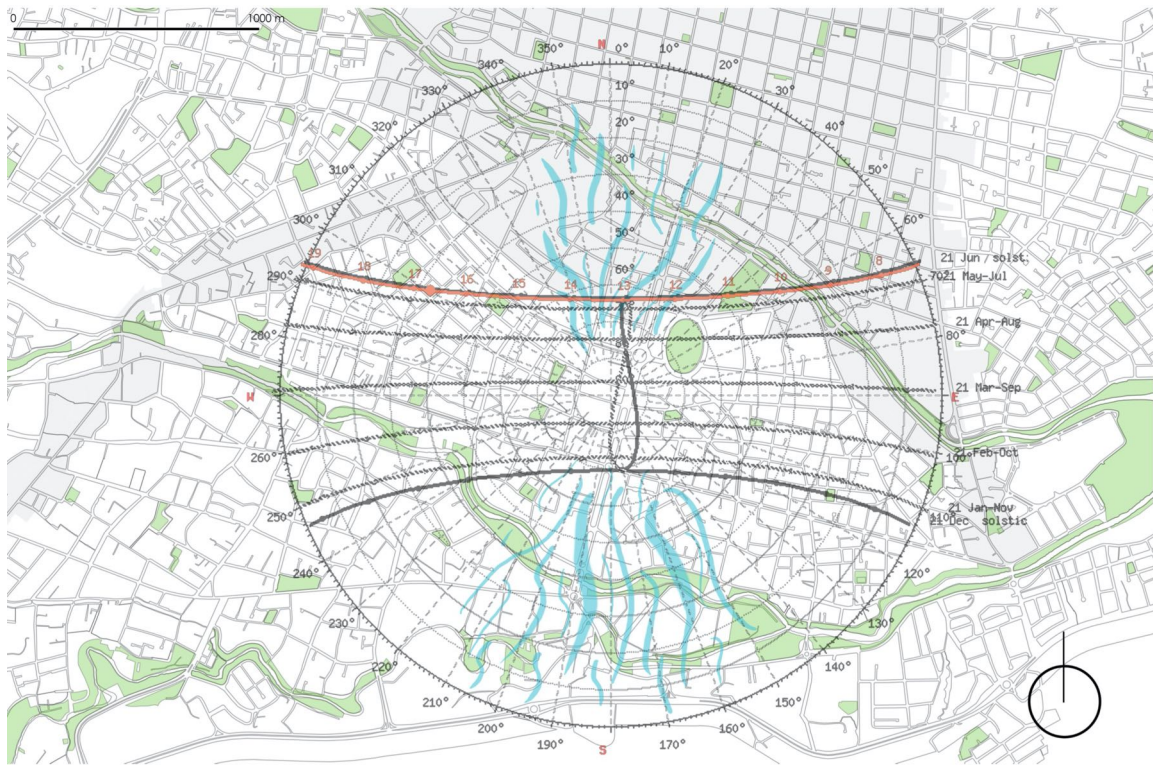 0
1000 m
N
350° 0° 10°
340° 20°
10°
330° 30°
20°
320° 40°
30°
310° 50°
40°
300° 50° 60°
19 18 17 16 15 14 13 12 11 10 9 8
60°
21 Jun / solst.
290° 70
21 May-Jul
21 Apr-Aug
280° 80°
21 Mar-Sep
W E
260° 100°
21 Feb-Oct
21 Jan-Nov
250° 110°
21 Dec solstic
240° 120°
230° 130°
220° 140°
210° 150°
200° 160°
190° 170°
S